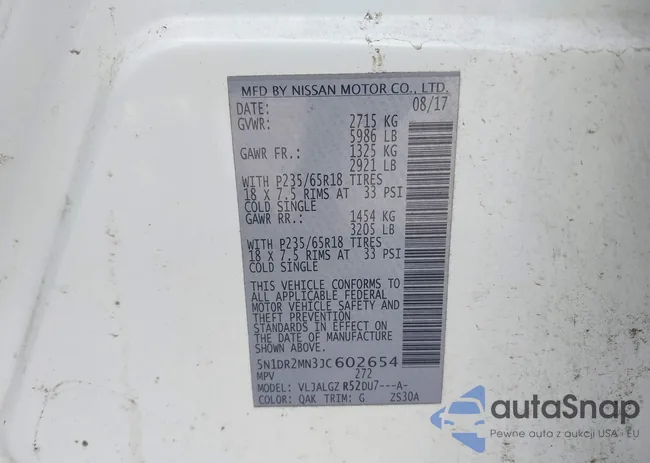 MFD BY NISSAN MOTOR CO., LTD.
DATE: 08/17
GVWR: 2715 KG
5986 LB
GAWR FR.: 1325 KG
2921 LB
WITH P235/65R18 TIRES
18 X 7.5 RIMS AT 33 PSI
COLD SINGLE
GAWR RR.: 1454 KG
3205 LB
WITH P235/65R18 TIRES
18 X 7.5 RIMS AT 33 PSI
COLD SINGLE
THIS VEHICLE CONFORMS TO
ALL APPLICABLE FEDERAL
MOTOR VEHICLE SAFETY AND
THEFT PREVENTION
STANDARDS IN EFFECT ON
THE DATE OF MANUFACTURE
SHOWN ABOVE.
5N1DR2MN3JC602654
MPV 272
MODEL: VLJALGZ R52DU7---A-
COLOR: QAK TRIM: G ZS30A
autoSnap
Pewne auta z aukcji USA i EU